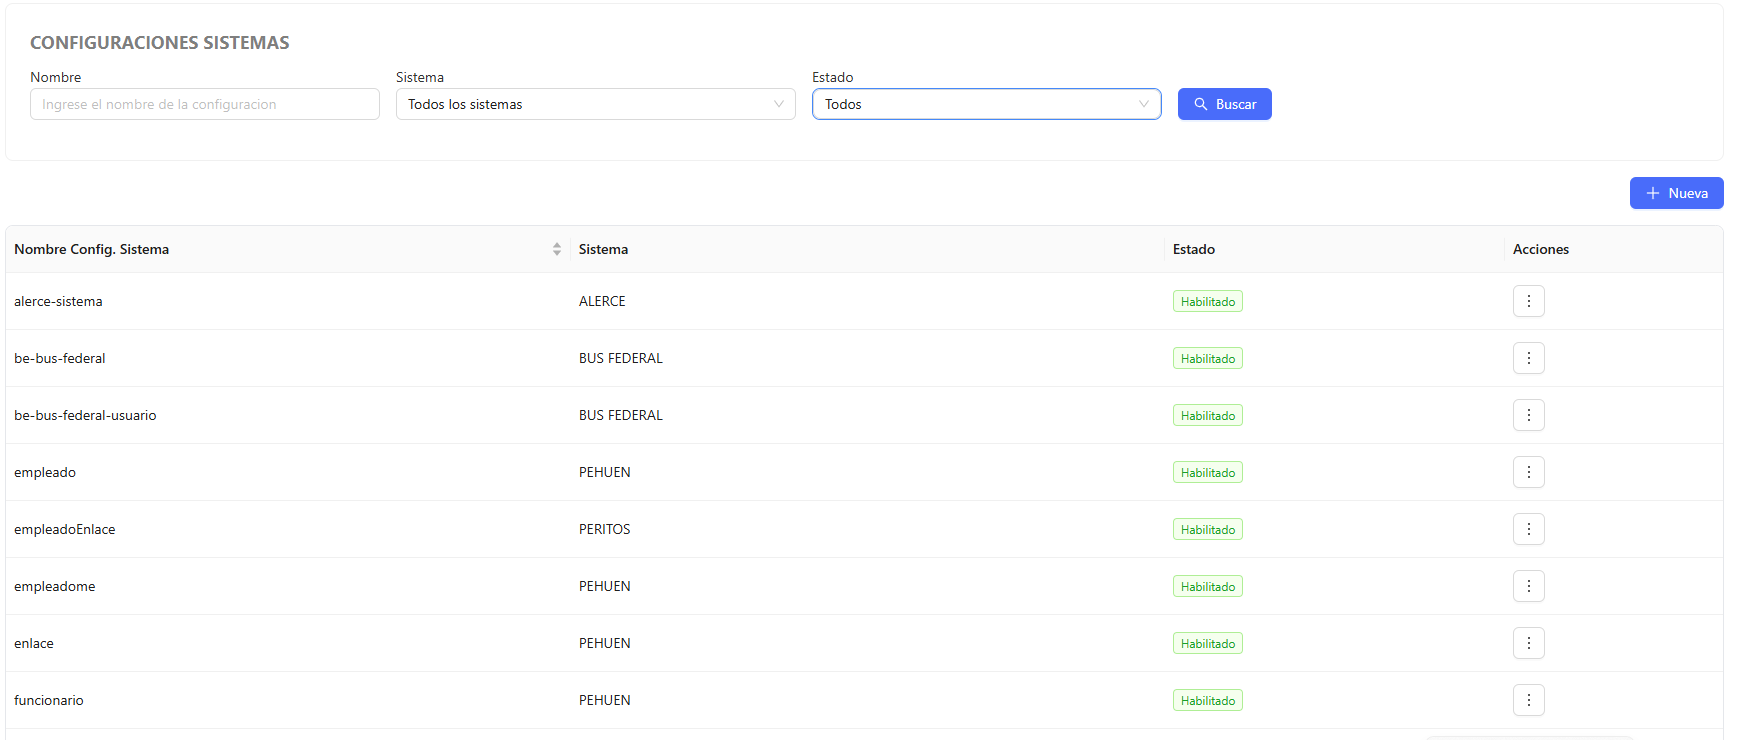 CONFIGURACIONES SISTEMAS
Nombre Sistema Estado
Ingrese el nombre de la configuracion Todos los sistemas Todos Buscar
Nueva
Nombre Config. Sistema Sistema Estado Acciones
alerce-sistema ALERCE Habilitado
be-bus-federal BUS FEDERAL Habilitado
be-bus-federal-usuario BUS FEDERAL Habilitado
empleado PEHUEN Habilitado
empleadoEnlace PERITOS Habilitado
empleadome PEHUEN Habilitado
enlace PEHUEN Habilitado
funcionario PEHUEN Habilitado